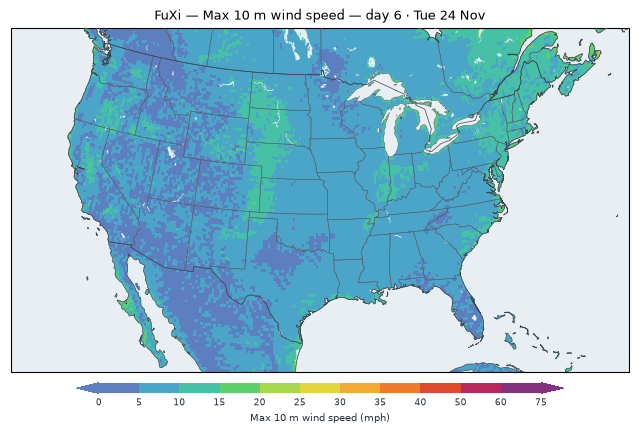 FuXi — Max 10 m wind speed — day 6 · Tue 24 Nov
0 5 10 15 20 25 30 35 40 50 60 75
Max 10 m wind speed (mph)